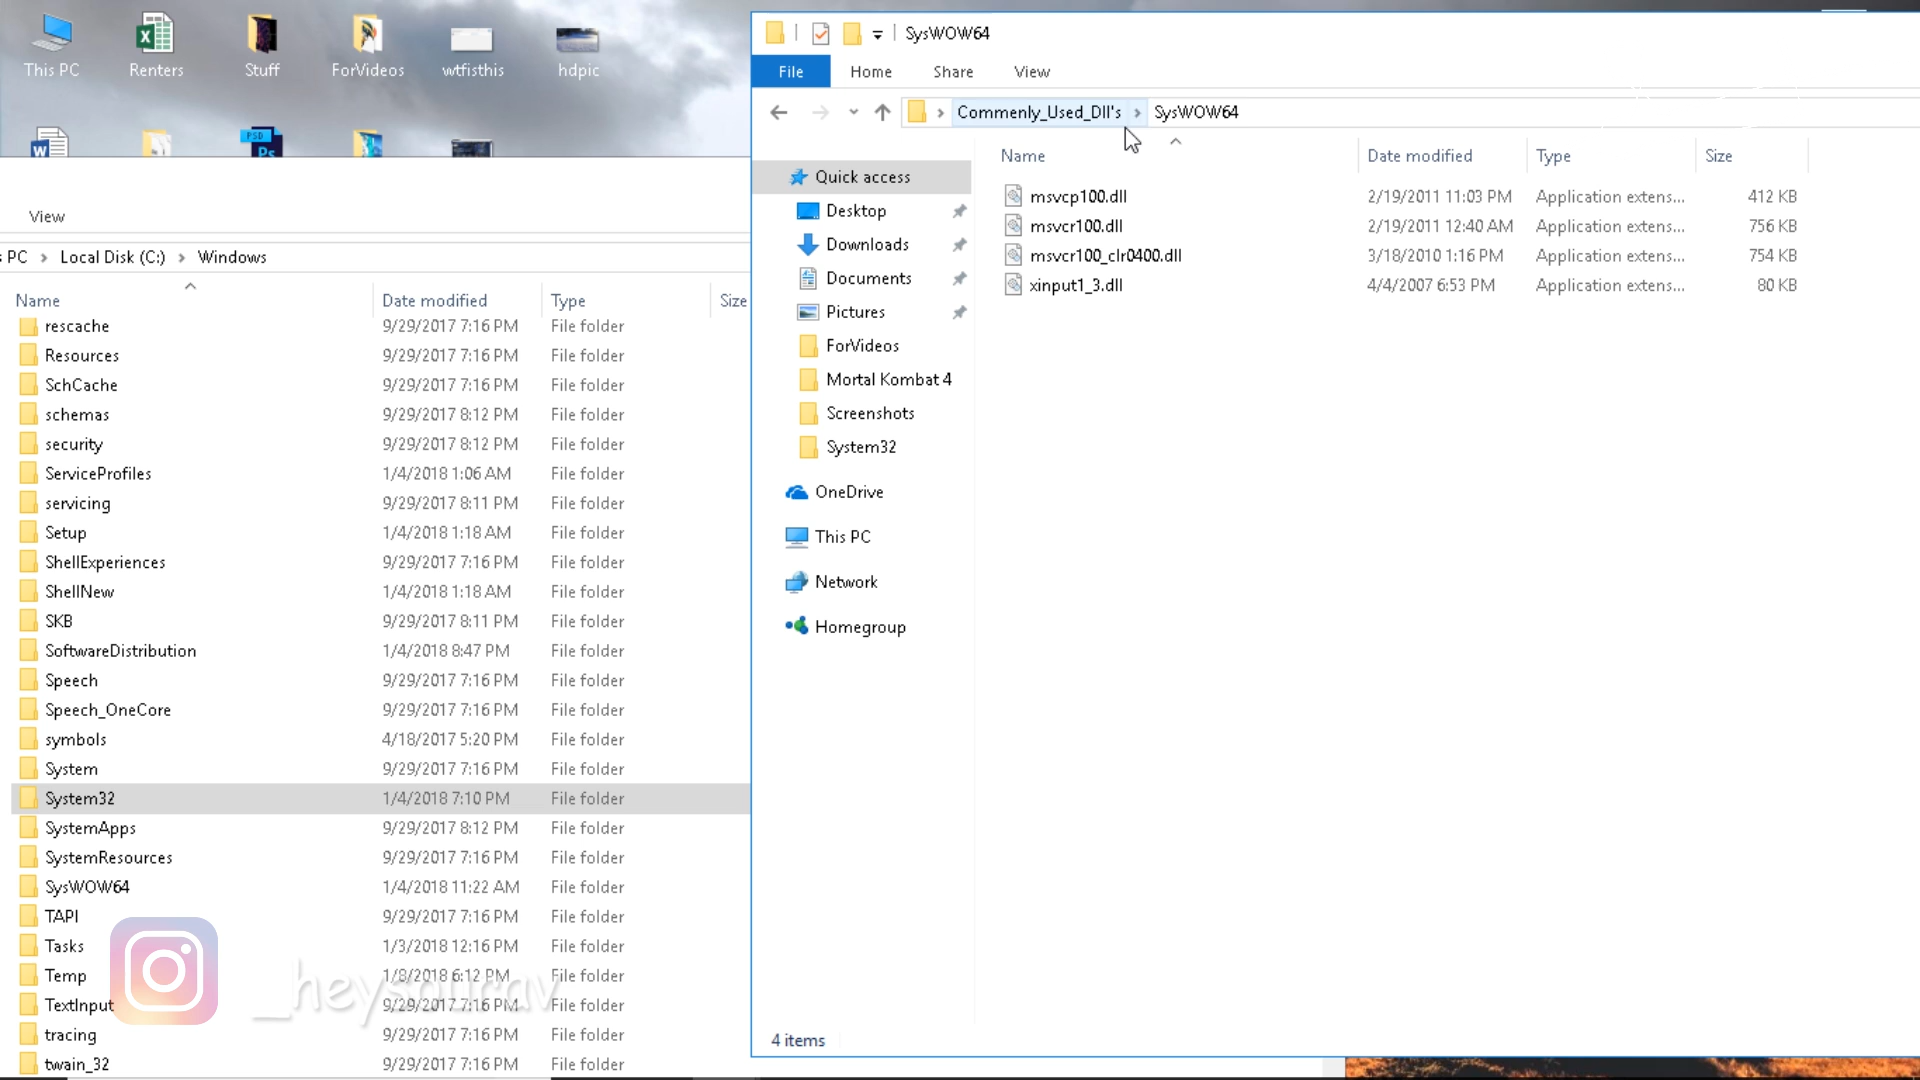 This PC
Renters
Stuff
ForVideos
wtfisthis
hdpic
PSD
Ps
View
PC > Local Disk (C:) > Windows
Name Date modified Type Size
rescache 9/29/2017 7:16 PM File folder
Resources 9/29/2017 7:16 PM File folder
SchCache 9/29/2017 7:16 PM File folder
schemas 9/29/2017 8:12 PM File folder
security 9/29/2017 8:12 PM File folder
ServiceProfiles 1/4/2018 1:06 AM File folder
servicing 9/29/2017 8:11 PM File folder
Setup 1/4/2018 1:18 AM File folder
ShellExperiences 9/29/2017 7:16 PM File folder
ShellNew 1/4/2018 1:18 AM File folder
SKB 9/29/2017 8:11 PM File folder
SoftwareDistribution 1/4/2018 8:47 PM File folder
Speech 9/29/2017 7:16 PM File folder
Speech_OneCore 9/29/2017 7:16 PM File folder
symbols 4/18/2017 5:20 PM File folder
System 9/29/2017 7:16 PM File folder
System32 1/4/2018 7:10 PM File folder
SystemApps 9/29/2017 8:12 PM File folder
SystemResources 9/29/2017 7:16 PM File folder
SysWOW64 1/4/2018 11:22 AM File folder
TAPI 9/29/2017 7:16 PM File folder
Tasks 1/3/2018 12:16 PM File folder
Temp 1/8/2018 6:12 PM File folder
TextInput 9/29/2017 7:16 PM File folder
tracing 9/29/2017 7:16 PM File folder
twain_32 9/29/2017 7:16 PM File folder
_heysourav
SysWOW64
File Home Share View
Commenly_Used_Dll's > SysWOW64
Quick access
Desktop
Downloads
Documents
Pictures
ForVideos
Mortal Kombat 4
Screenshots
System32
OneDrive
This PC
Network
Homegroup
Name Date modified Type Size
msvcp100.dll 2/19/2011 11:03 PM Application extens... 412 KB
msvcr100.dll 2/19/2011 12:40 AM Application extens... 756 KB
msvcr100_clr0400.dll 3/18/2010 1:16 PM Application extens... 754 KB
xinput1_3.dll 4/4/2007 6:53 PM Application extens... 80 KB
4 items